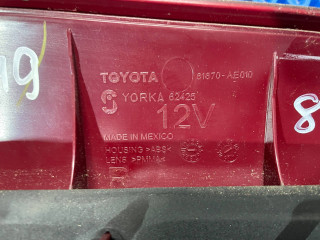 19
TOYOTA 81670-AE010
YORKA 62425
12V
8
MADE IN MEXICO
HOUSING >ABS<
LENS >PMMA<
R